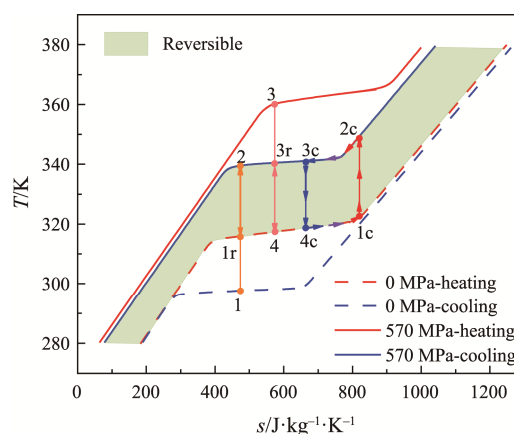 Reversible
380
360
340
320
300
280
T/K
3
2
3r
3c
2c
1r
4
4c
1c
1
0 MPa-heating
0 MPa-cooling
570 MPa-heating
570 MPa-cooling
0 200 400 600 800 1000 1200
s/J·kg⁻¹·K⁻¹